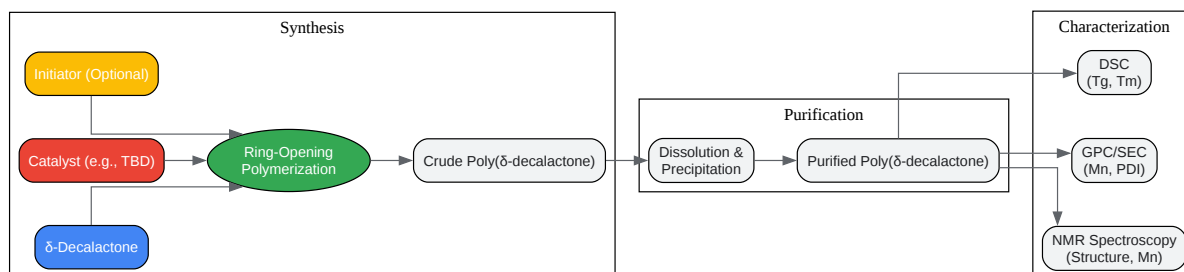 Synthesis
Initiator (Optional)
Catalyst (e.g., TBD)
δ-Decalactone
Ring-Opening
Polymerization
Crude Poly(δ-decalactone)
Purification
Dissolution &
Precipitation
Purified Poly(δ-decalactone)
Characterization
DSC
(Tg, Tm)
GPC/SEC
(Mn, PDI)
NMR Spectroscopy
(Structure, Mn)